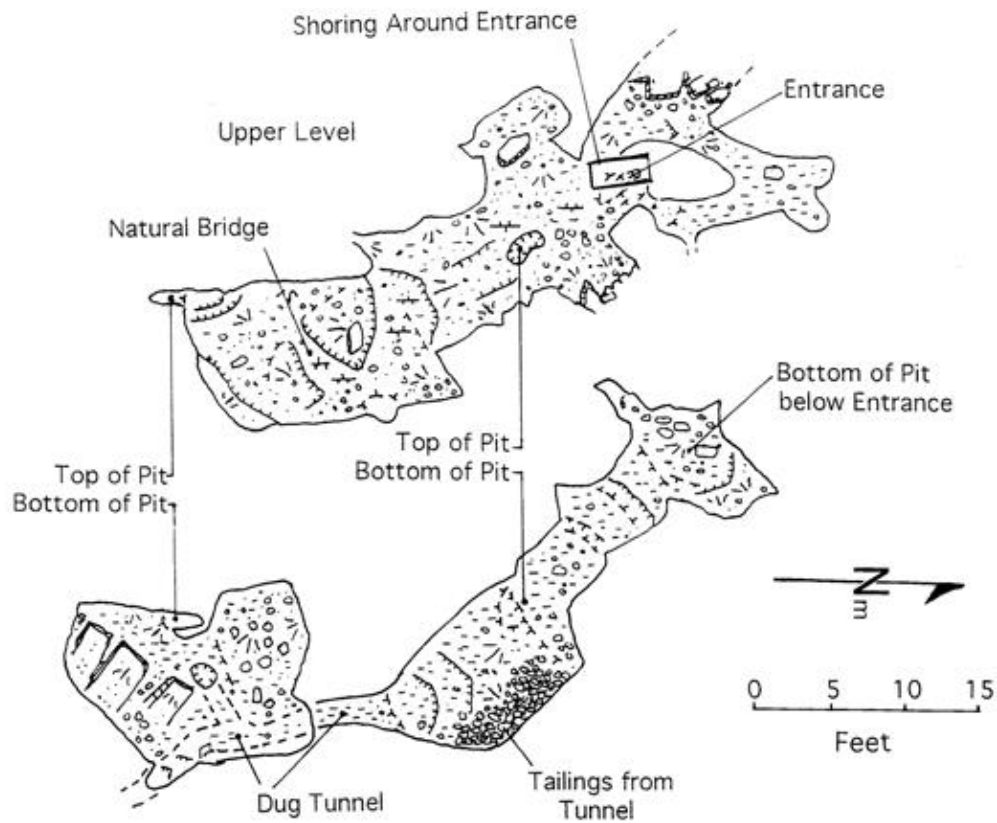 Shoring Around Entrance
Entrance
Upper Level
Natural Bridge
Bottom of Pit
below Entrance
Top of Pit
Bottom of Pit
Top of Pit
Bottom of Pit
N
m
0 5 10 15
Feet
Dug Tunnel
Tailings from
Tunnel